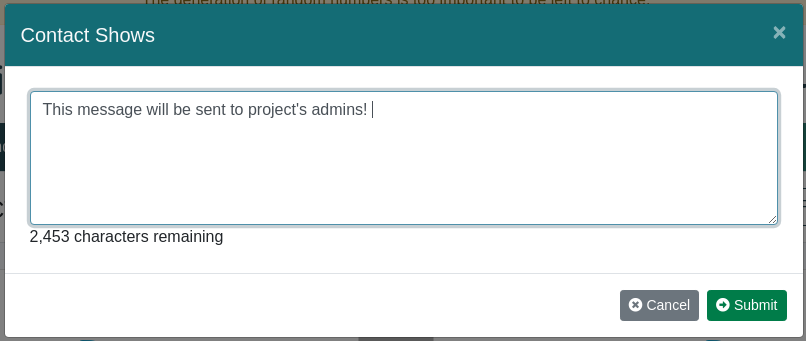 The generation of random numbers is too important to be left to chance.
Contact Shows
×
This message will be sent to project's admins!
2,453 characters remaining
Cancel
Submit